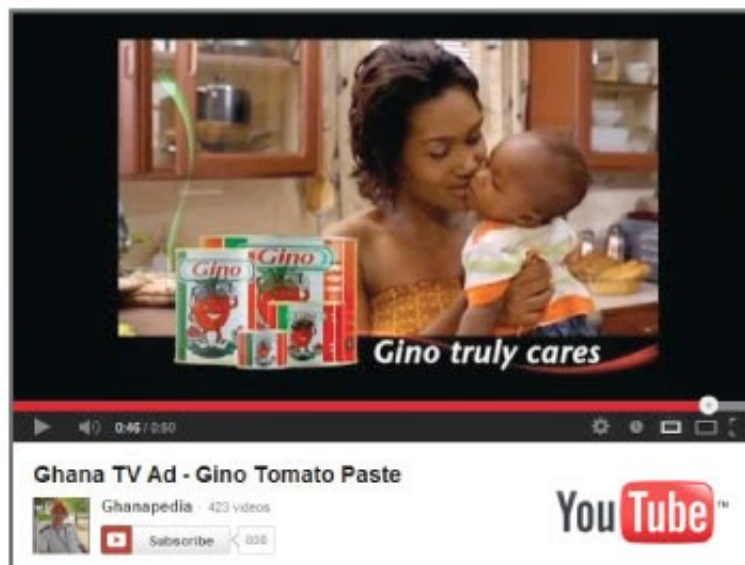 Gino
Gino
Gino truly cares
0:46 / 0:50
Ghana TV Ad - Gino Tomato Paste
Ghanapedia · 423 videos
Subscribe
YouTube™